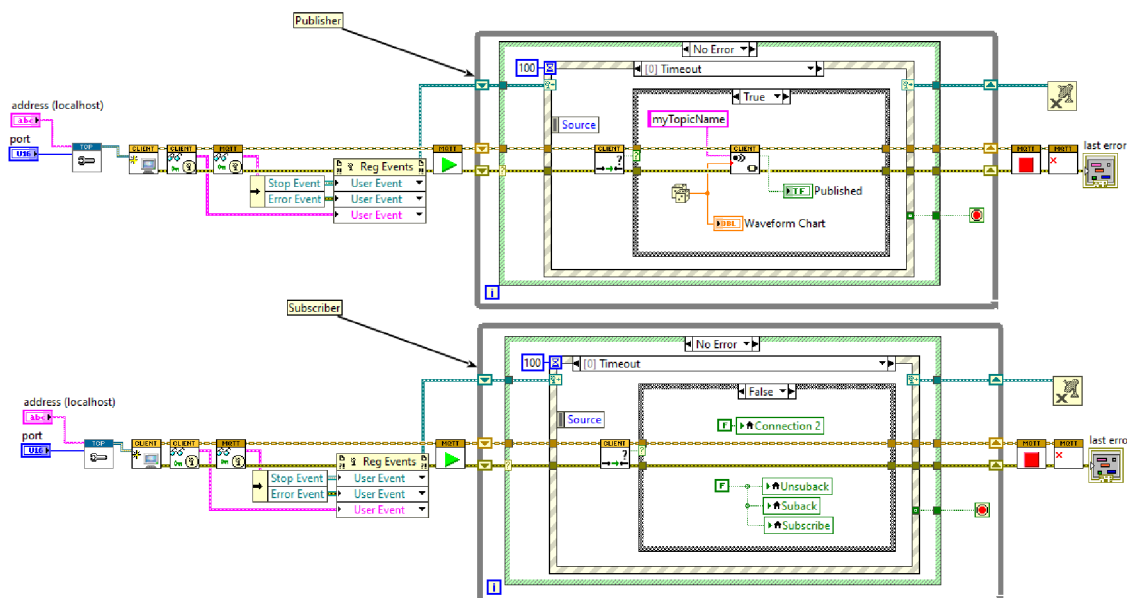 Publisher
No Error
100
[0] Timeout
True
address (localhost)
abc
Source
myTopicName
port
U16
TCP
CLIENT
CLIENT
MQTT
Reg Events
MQTT
CLIENT
?
CLIENT
MQTT
MQTT
last error
Stop Event
User Event
Error Event
User Event
User Event
TF
Published
DBL
Waveform Chart
i
Subscriber
No Error
100
[0] Timeout
False
address (localhost)
abc
Source
F
Connection 2
port
U16
TCP
CLIENT
CLIENT
MQTT
Reg Events
MQTT
CLIENT
?
MQTT
MQTT
last error
Stop Event
User Event
Error Event
User Event
User Event
F
Unsuback
Suback
Subscribe
i